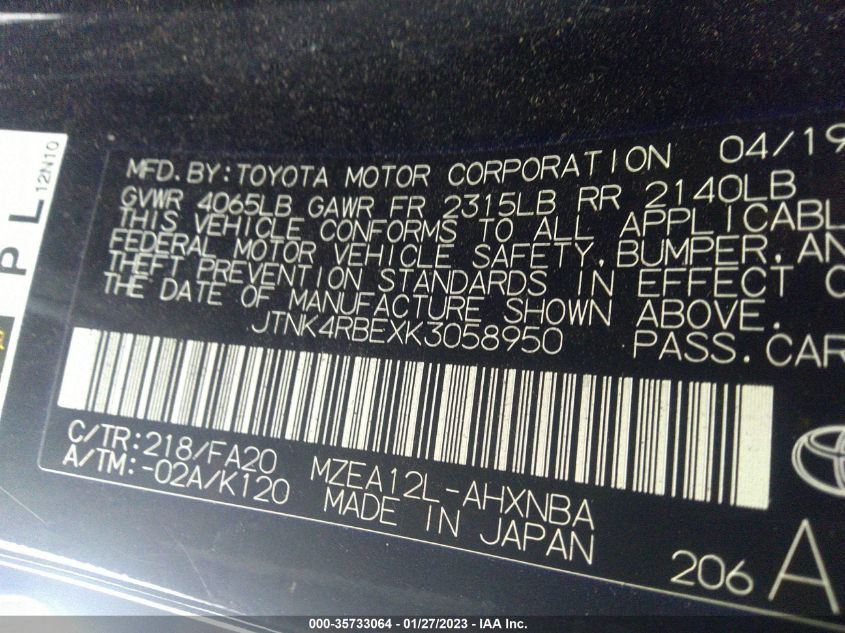 P L 12N10
MFD.BY:TOYOTA MOTOR CORPORATION 04/19
GVWR 4065LB GAWR FR 2315LB RR 2140LB
THIS VEHICLE CONFORMS TO ALL APPLICABL
FEDERAL MOTOR VEHICLE SAFETY,BUMPER,AN
THEFT PREVENTION STANDARDS IN EFFECT O
THE DATE OF MANUFACTURE SHOWN ABOVE.
JTNK4RBEXK3058950 PASS.CAR
C/TR:218/FA20
A/TM:-02A/K120
MZEA12L-AHXNBA
MADE IN JAPAN
206 A
000-35733064 - 01/27/2023 - IAA Inc.